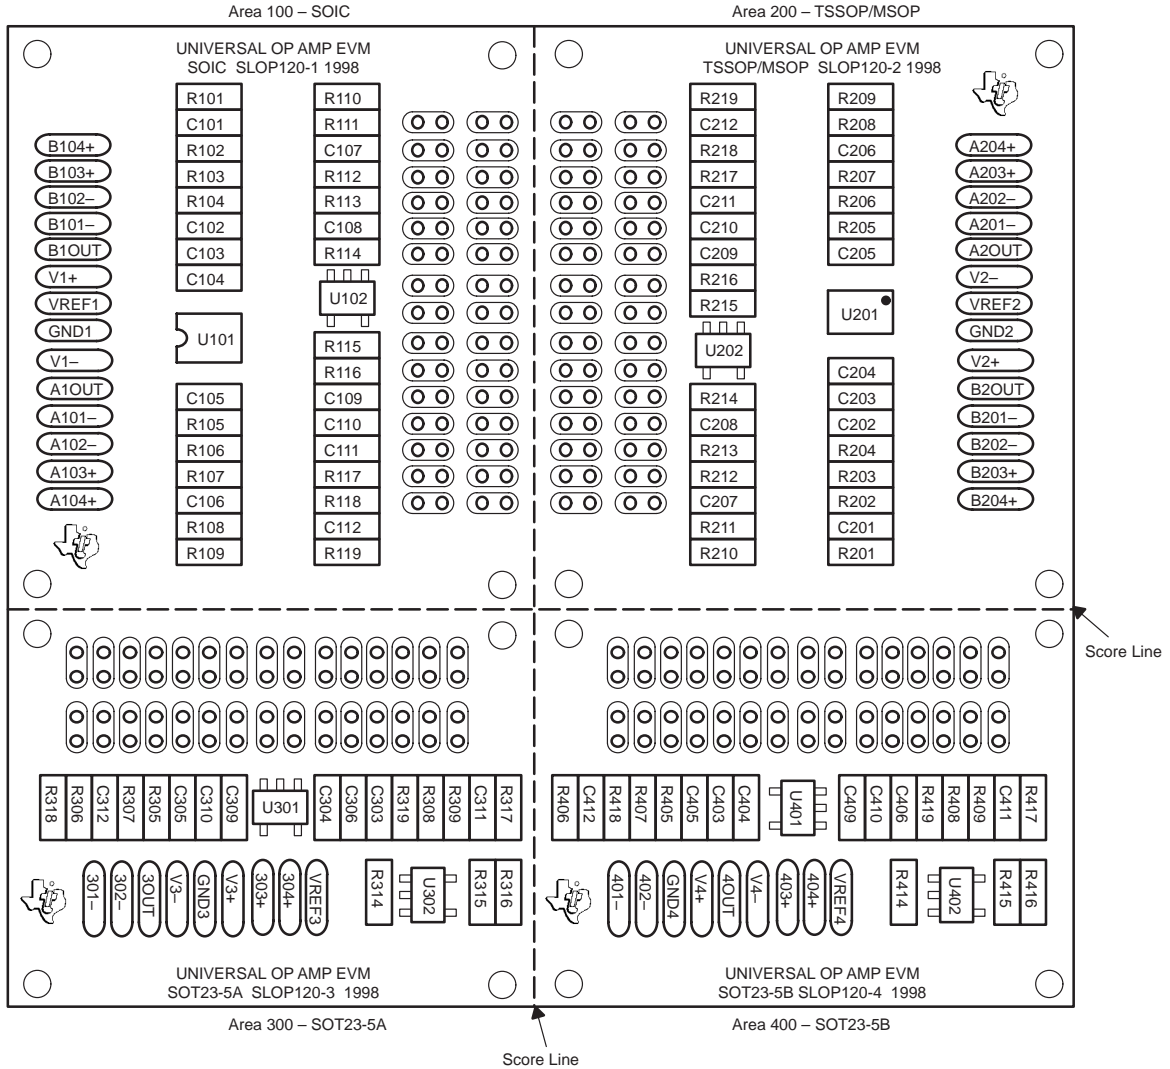 Area 100 – SOIC
Area 200 – TSSOP/MSOP
UNIVERSAL OP AMP EVM
SOIC SLOP120-1 1998
R101
C101
R102
R103
R104
C102
C103
C104
U101
C105
R105
R106
R107
C106
R108
R109
R110
R111
C107
R112
R113
C108
R114
U102
R115
R116
C109
C110
C111
R117
R118
C112
R119
B104+
B103+
B102–
B101–
B1OUT
V1+
VREF1
GND1
V1–
A1OUT
A101–
A102–
A103+
A104+
UNIVERSAL OP AMP EVM
TSSOP/MSOP SLOP120-2 1998
R219
C212
R218
R217
C211
C210
C209
R216
R215
U202
R214
C208
R213
R212
C207
R211
R210
R209
R208
C206
R207
R206
R205
C205
U201
C204
C203
C202
R204
R203
R202
C201
R201
A204+
A203+
A202–
A201–
A2OUT
V2–
VREF2
GND2
V2+
B2OUT
B201–
B202–
B203+
B204+
Score Line
R318
R306
C312
R307
R305
C305
C310
C309
U301
C304
C306
C303
R319
R308
R309
C311
R317
301–
302–
3OUT
V3–
GND3
V3+
303+
304+
VREF3
R314
U302
R315
R316
UNIVERSAL OP AMP EVM
SOT23-5A SLOP120-3 1998
R406
C412
R418
R407
R405
C405
C403
C404
U401
C409
C410
C406
R419
R408
R409
C411
R417
401–
402–
GND4
V4+
4OUT
V4–
403+
404+
VREF4
R414
U402
R415
R416
UNIVERSAL OP AMP EVM
SOT23-5B SLOP120-4 1998
Area 300 – SOT23-5A
Area 400 – SOT23-5B
Score Line